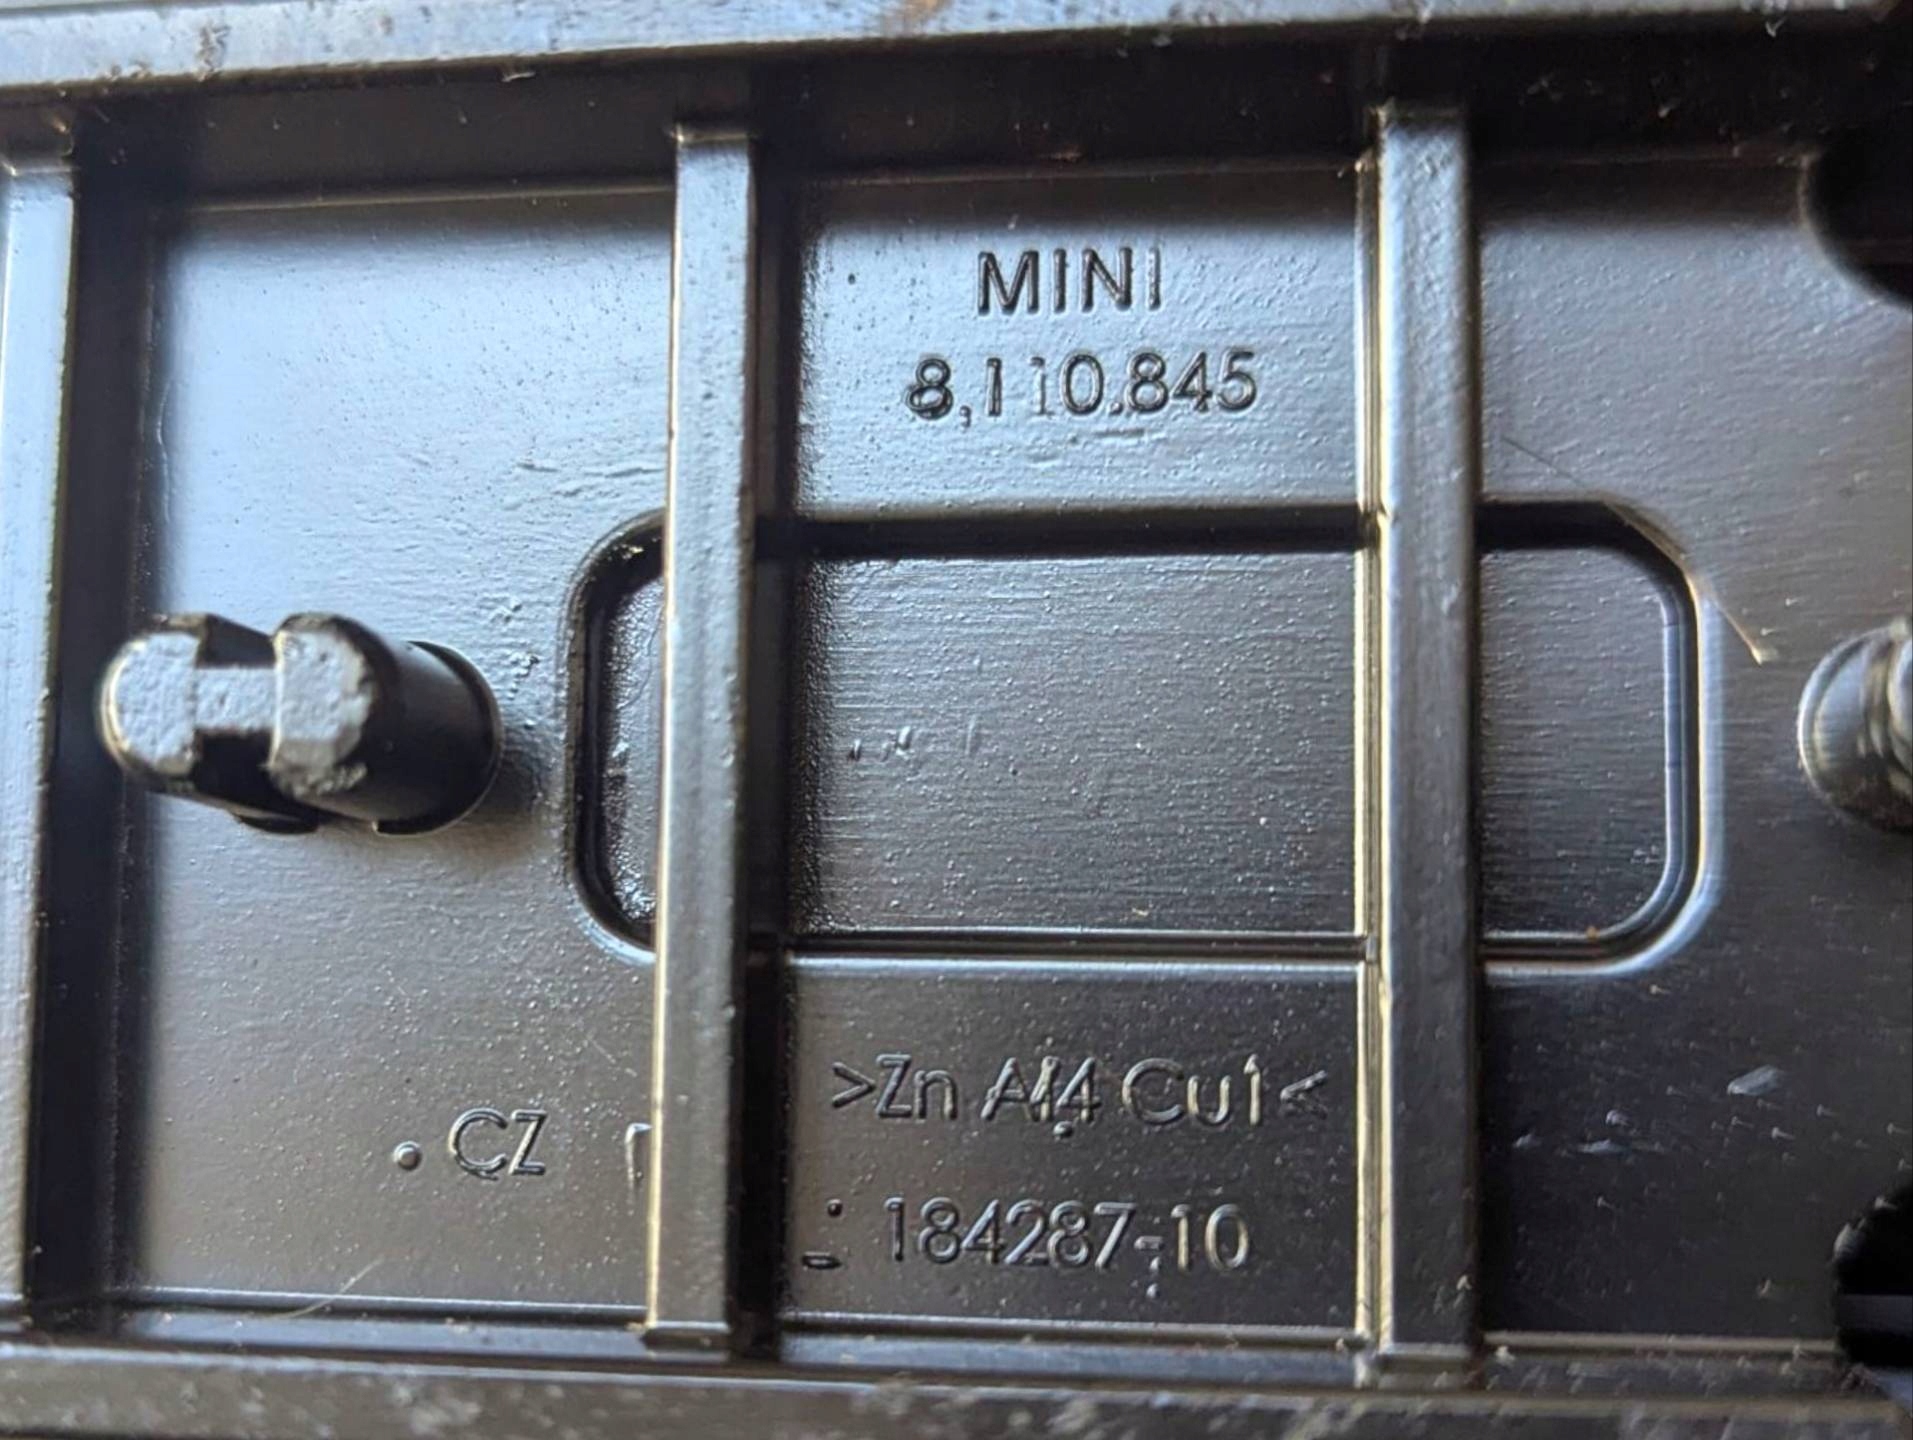 MINI
8,110.845
>Zn Al4 Cu1<
. CZ
184287-10